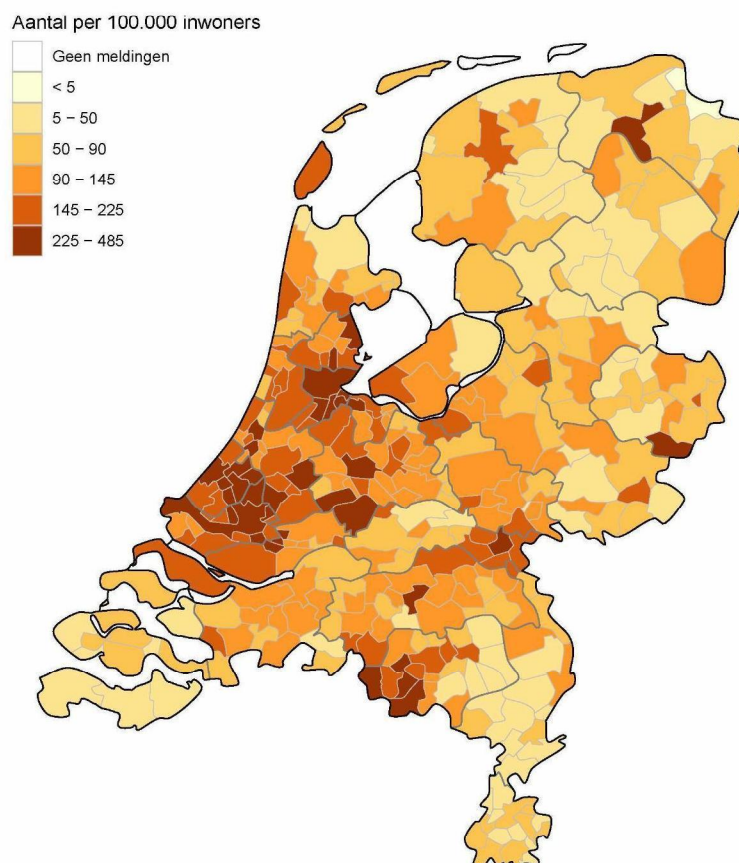 Aantal per 100.000 inwoners
Geen meldingen
< 5
5 – 50
50 – 90
90 – 145
145 – 225
225 – 485